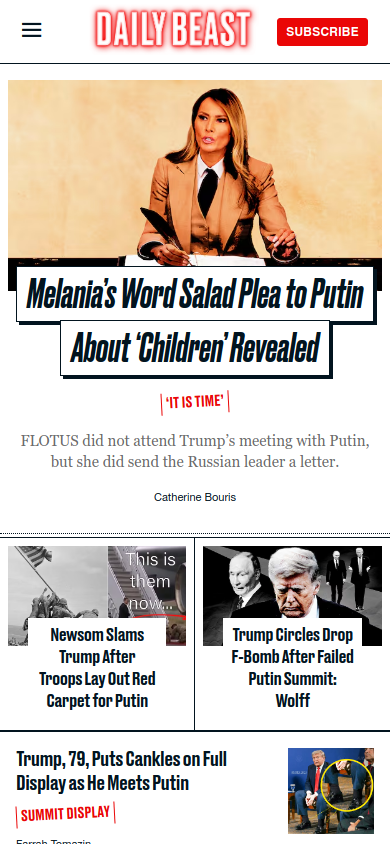 DAILY BEAST
SUBSCRIBE
Melania's Word Salad Plea to Putin
About 'Children' Revealed
'IT IS TIME'
FLOTUS did not attend Trump's meeting with Putin,
but she did send the Russian leader a letter.
Catherine Bouris
This is
them
now...
Newsom Slams
Trump After
Troops Lay Out Red
Carpet for Putin
Trump Circles Drop
F-Bomb After Failed
Putin Summit:
Wolff
Trump, 79, Puts Cankles on Full
Display as He Meets Putin
SUMMIT DISPLAY
Farrah Tomazin